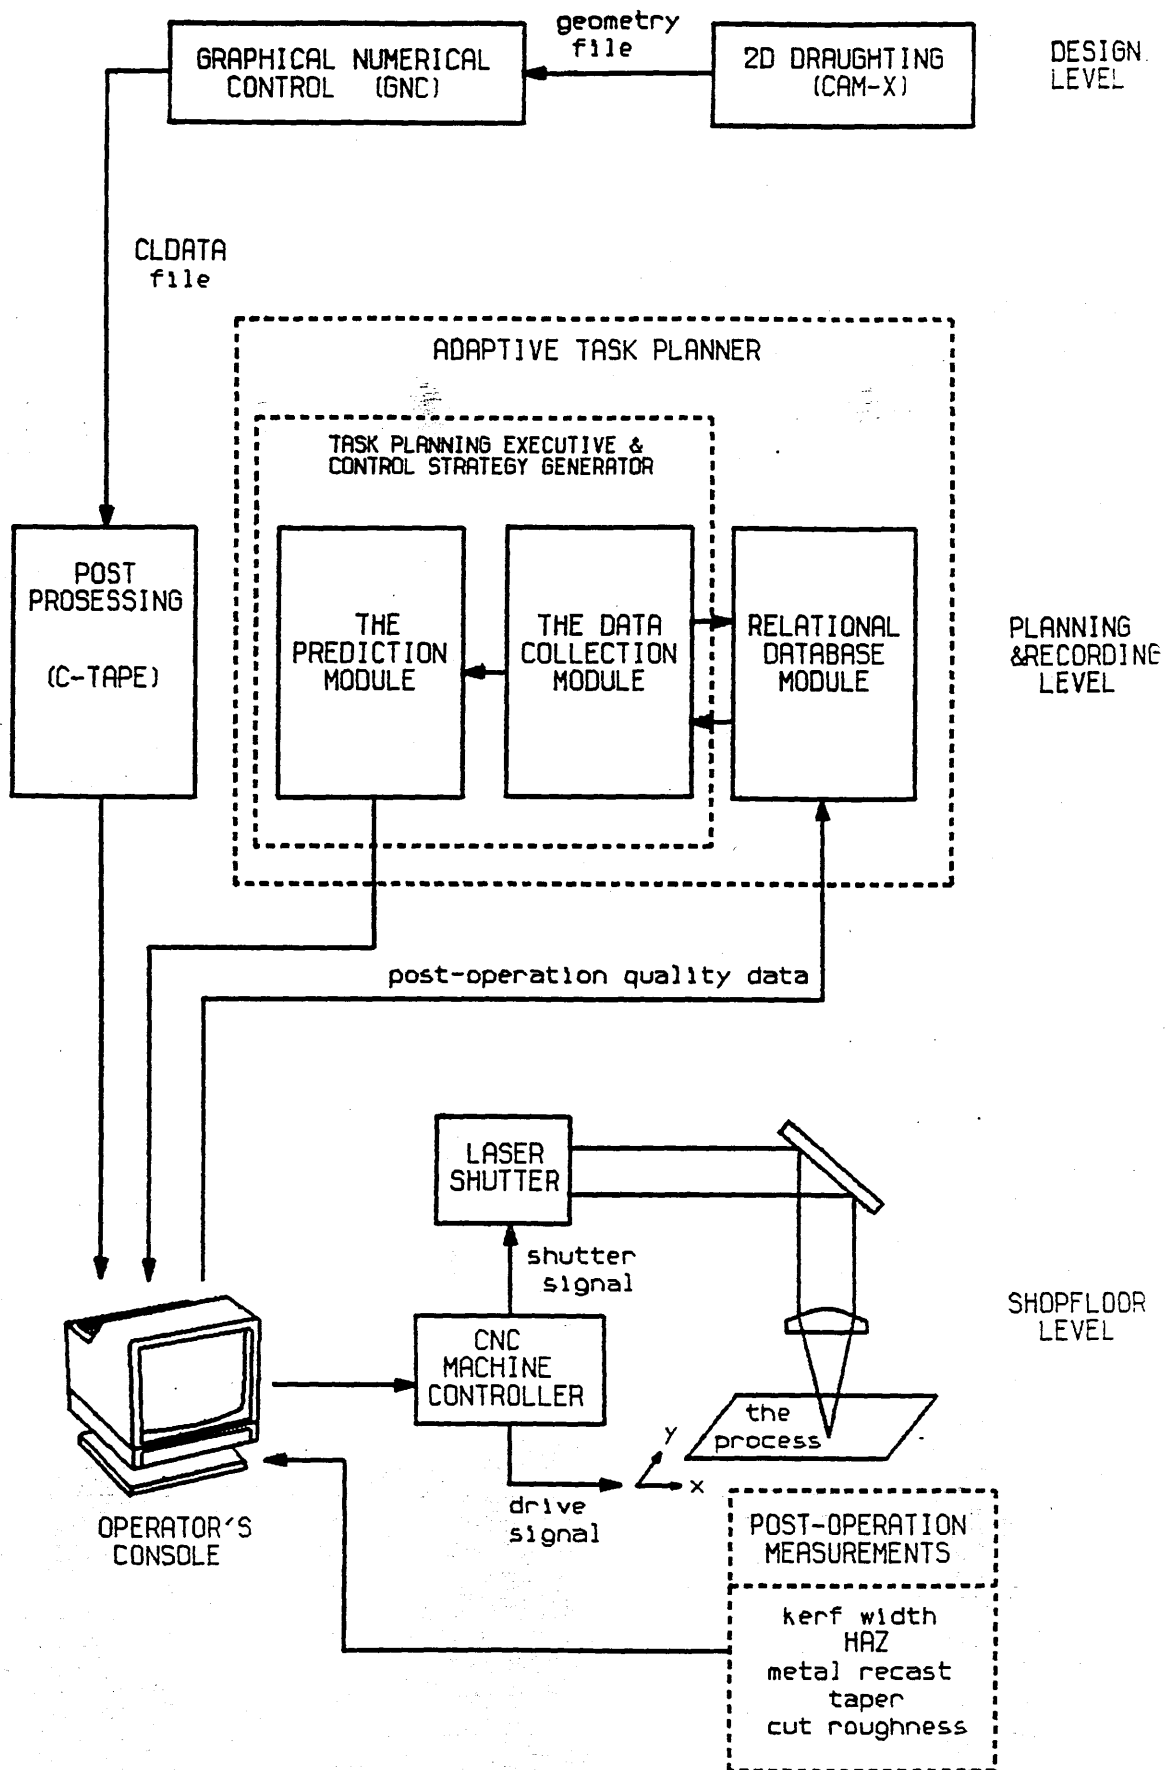 geometry
file
GRAPHICAL NUMERICAL
CONTROL (GNC)
2D DRAUGHTING
(CAM-X)
DESIGN
LEVEL
CLDATA
file
ADAPTIVE TASK PLANNER
TASK PLANNING EXECUTIVE &
CONTROL STRATEGY GENERATOR
POST
PROSESSING
(C-TAPE)
THE
PREDICTION
MODULE
THE DATA
COLLECTION
MODULE
RELATIONAL
DATABASE
MODULE
PLANNING
&RECORDING
LEVEL
post-operation quality data
LASER
SHUTTER
shutter
signal
SHOPFLOOR
LEVEL
CNC
MACHINE
CONTROLLER
the
process
y
x
drive
signal
OPERATOR'S
CONSOLE
POST-OPERATION
MEASUREMENTS
kerf width
HAZ
metal recast
taper
cut roughness